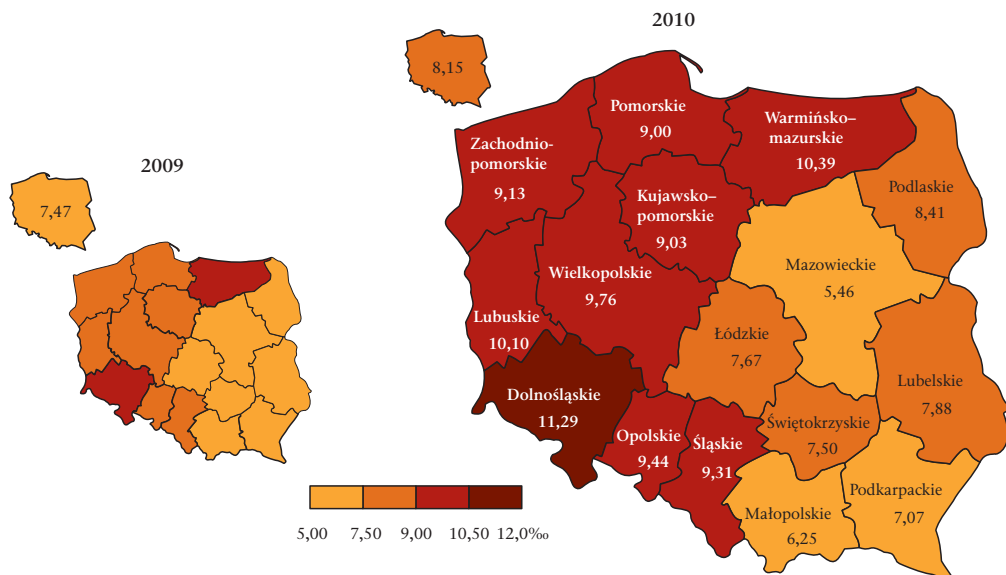 2009
7,47
2010
8,15
Pomorskie
9,00
Warmińsko–
mazurskie
10,39
Zachodnio-
pomorskie
9,13
Kujawsko–
pomorskie
9,03
Podlaskie
8,41
Mazowieckie
5,46
Wielkopolskie
9,76
Lubuskie
10,10
Łódzkie
7,67
Lubelskie
7,88
Dolnośląskie
11,29
Opolskie
9,44
Śląskie
9,31
Świętokrzyskie
7,50
Małopolskie
6,25
Podkarpackie
7,07
5,00 7,50 9,00 10,50 12,0‰